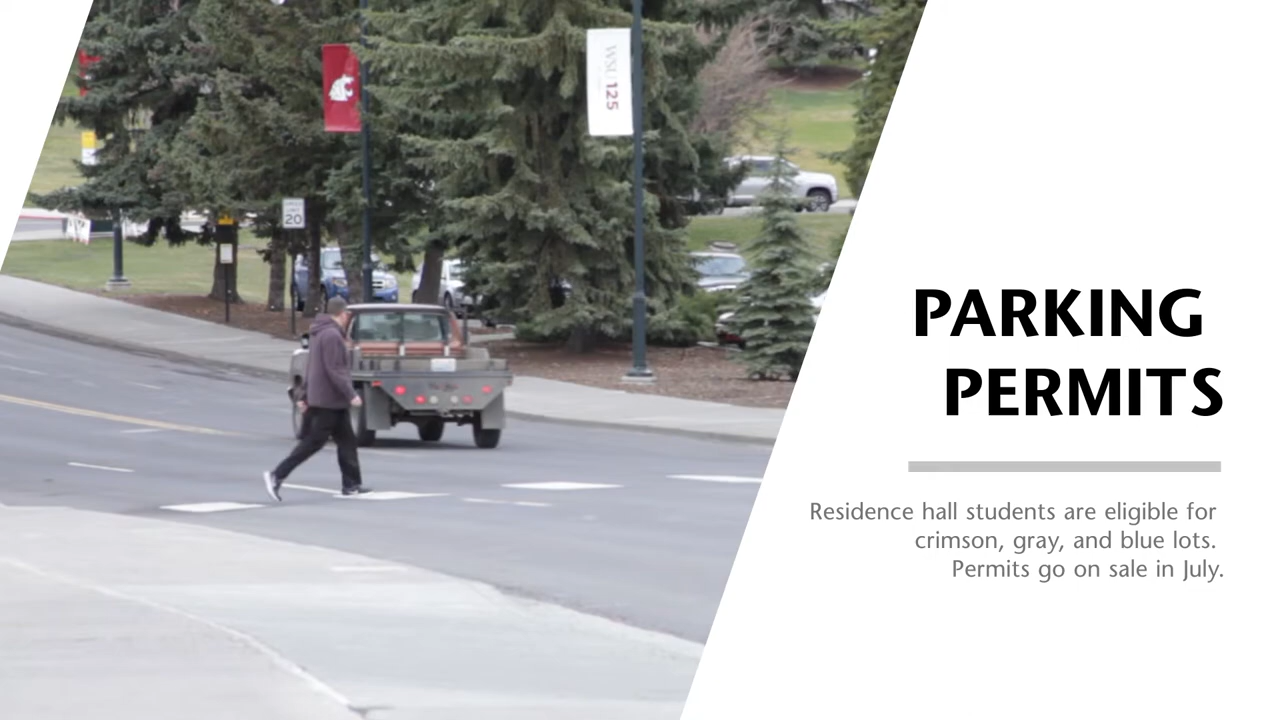 WSU 125
20
PARKING
PERMITS
Residence hall students are eligible for
crimson, gray, and blue lots.
Permits go on sale in July.